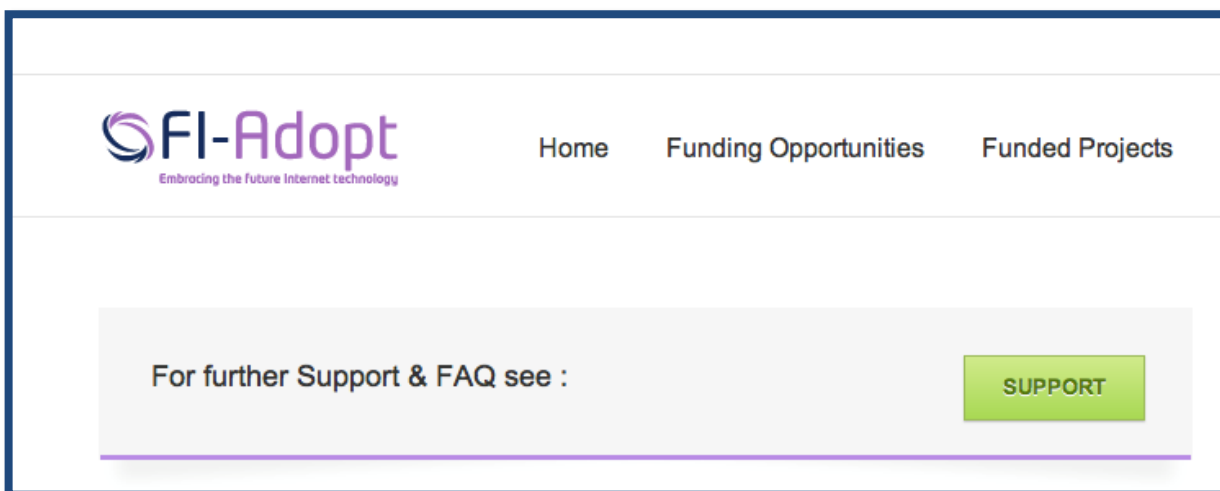 FI-Adopt
Embracing the future Internet technology
Home Funding Opportunities Funded Projects
For further Support & FAQ see :
SUPPORT